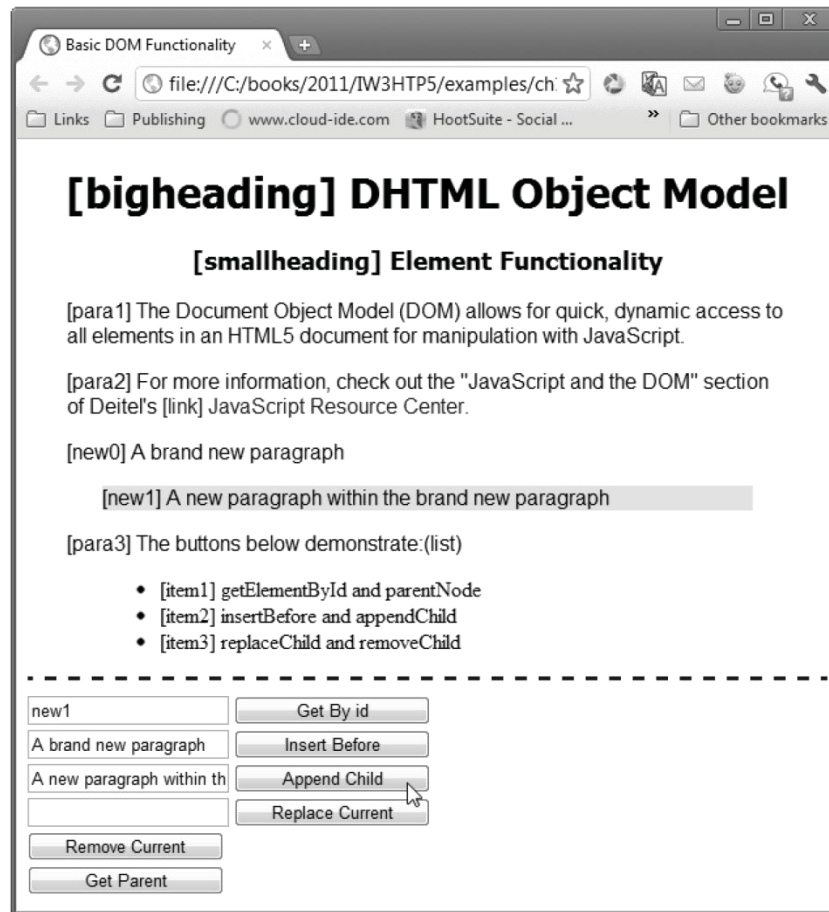 Basic DOM Functionality
file:///C:/books/2011/IW3HTP5/examples/ch
Links Publishing www.cloud-ide.com HootSuite - Social ... » Other bookmarks
[bigheading] DHTML Object Model
[smallheading] Element Functionality
[para1] The Document Object Model (DOM) allows for quick, dynamic access to
all elements in an HTML5 document for manipulation with JavaScript.
[para2] For more information, check out the "JavaScript and the DOM" section
of Deitel's [link] JavaScript Resource Center.
[new0] A brand new paragraph
[new1] A new paragraph within the brand new paragraph
[para3] The buttons below demonstrate:(list)
• [item1] getElementById and parentNode
• [item2] insertBefore and appendChild
• [item3] replaceChild and removeChild
new1 Get By id
A brand new paragraph Insert Before
A new paragraph within th Append Child
Replace Current
Remove Current
Get Parent